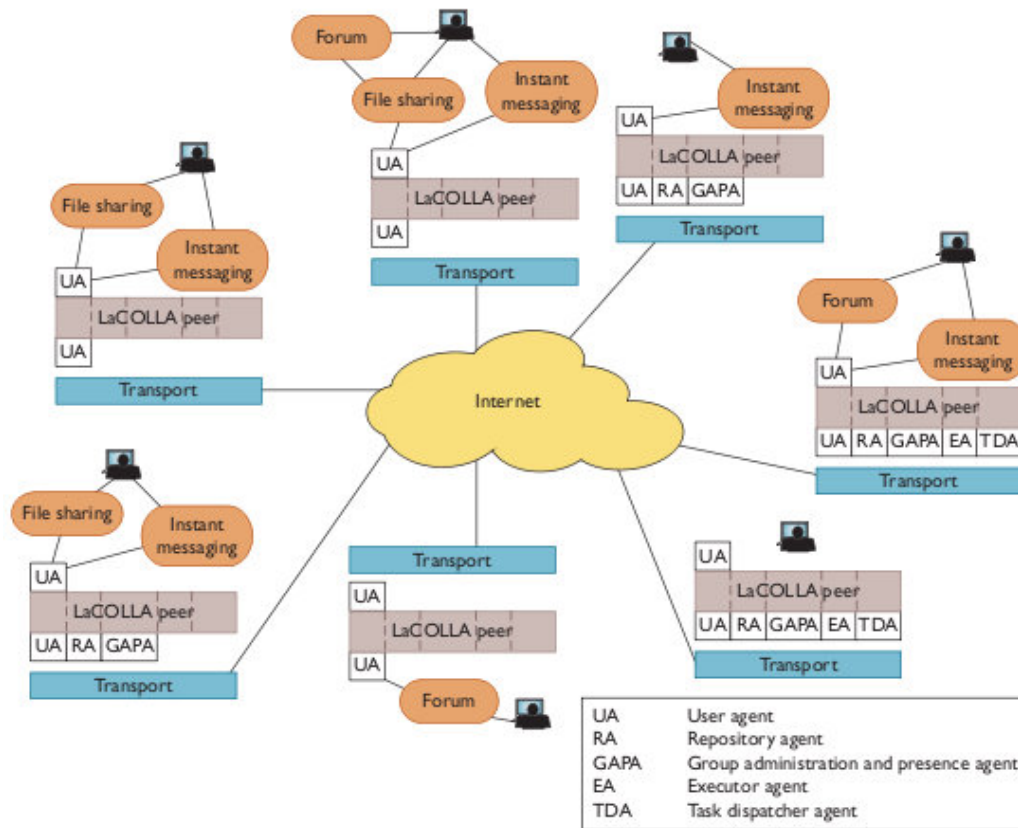 Forum
File sharing
Instant
messaging
UA
LaCOLLA peer
UA
Transport
Instant
messaging
UA
LaCOLLA peer
UA RA GAPA
Transport
File sharing
Instant
messaging
UA
LaCOLLA peer
UA
Transport
Forum
Instant
messaging
UA
LaCOLLA peer
UA RA GAPA EA TDA
Transport
Internet
File sharing
Instant
messaging
UA
LaCOLLA peer
UA RA GAPA
Transport
Transport
UA
LaCOLLA peer
UA
Forum
UA
LaCOLLA peer
UA RA GAPA EA TDA
Transport
UA User agent
RA Repository agent
GAPA Group administration and presence agent
EA Executor agent
TDA Task dispatcher agent